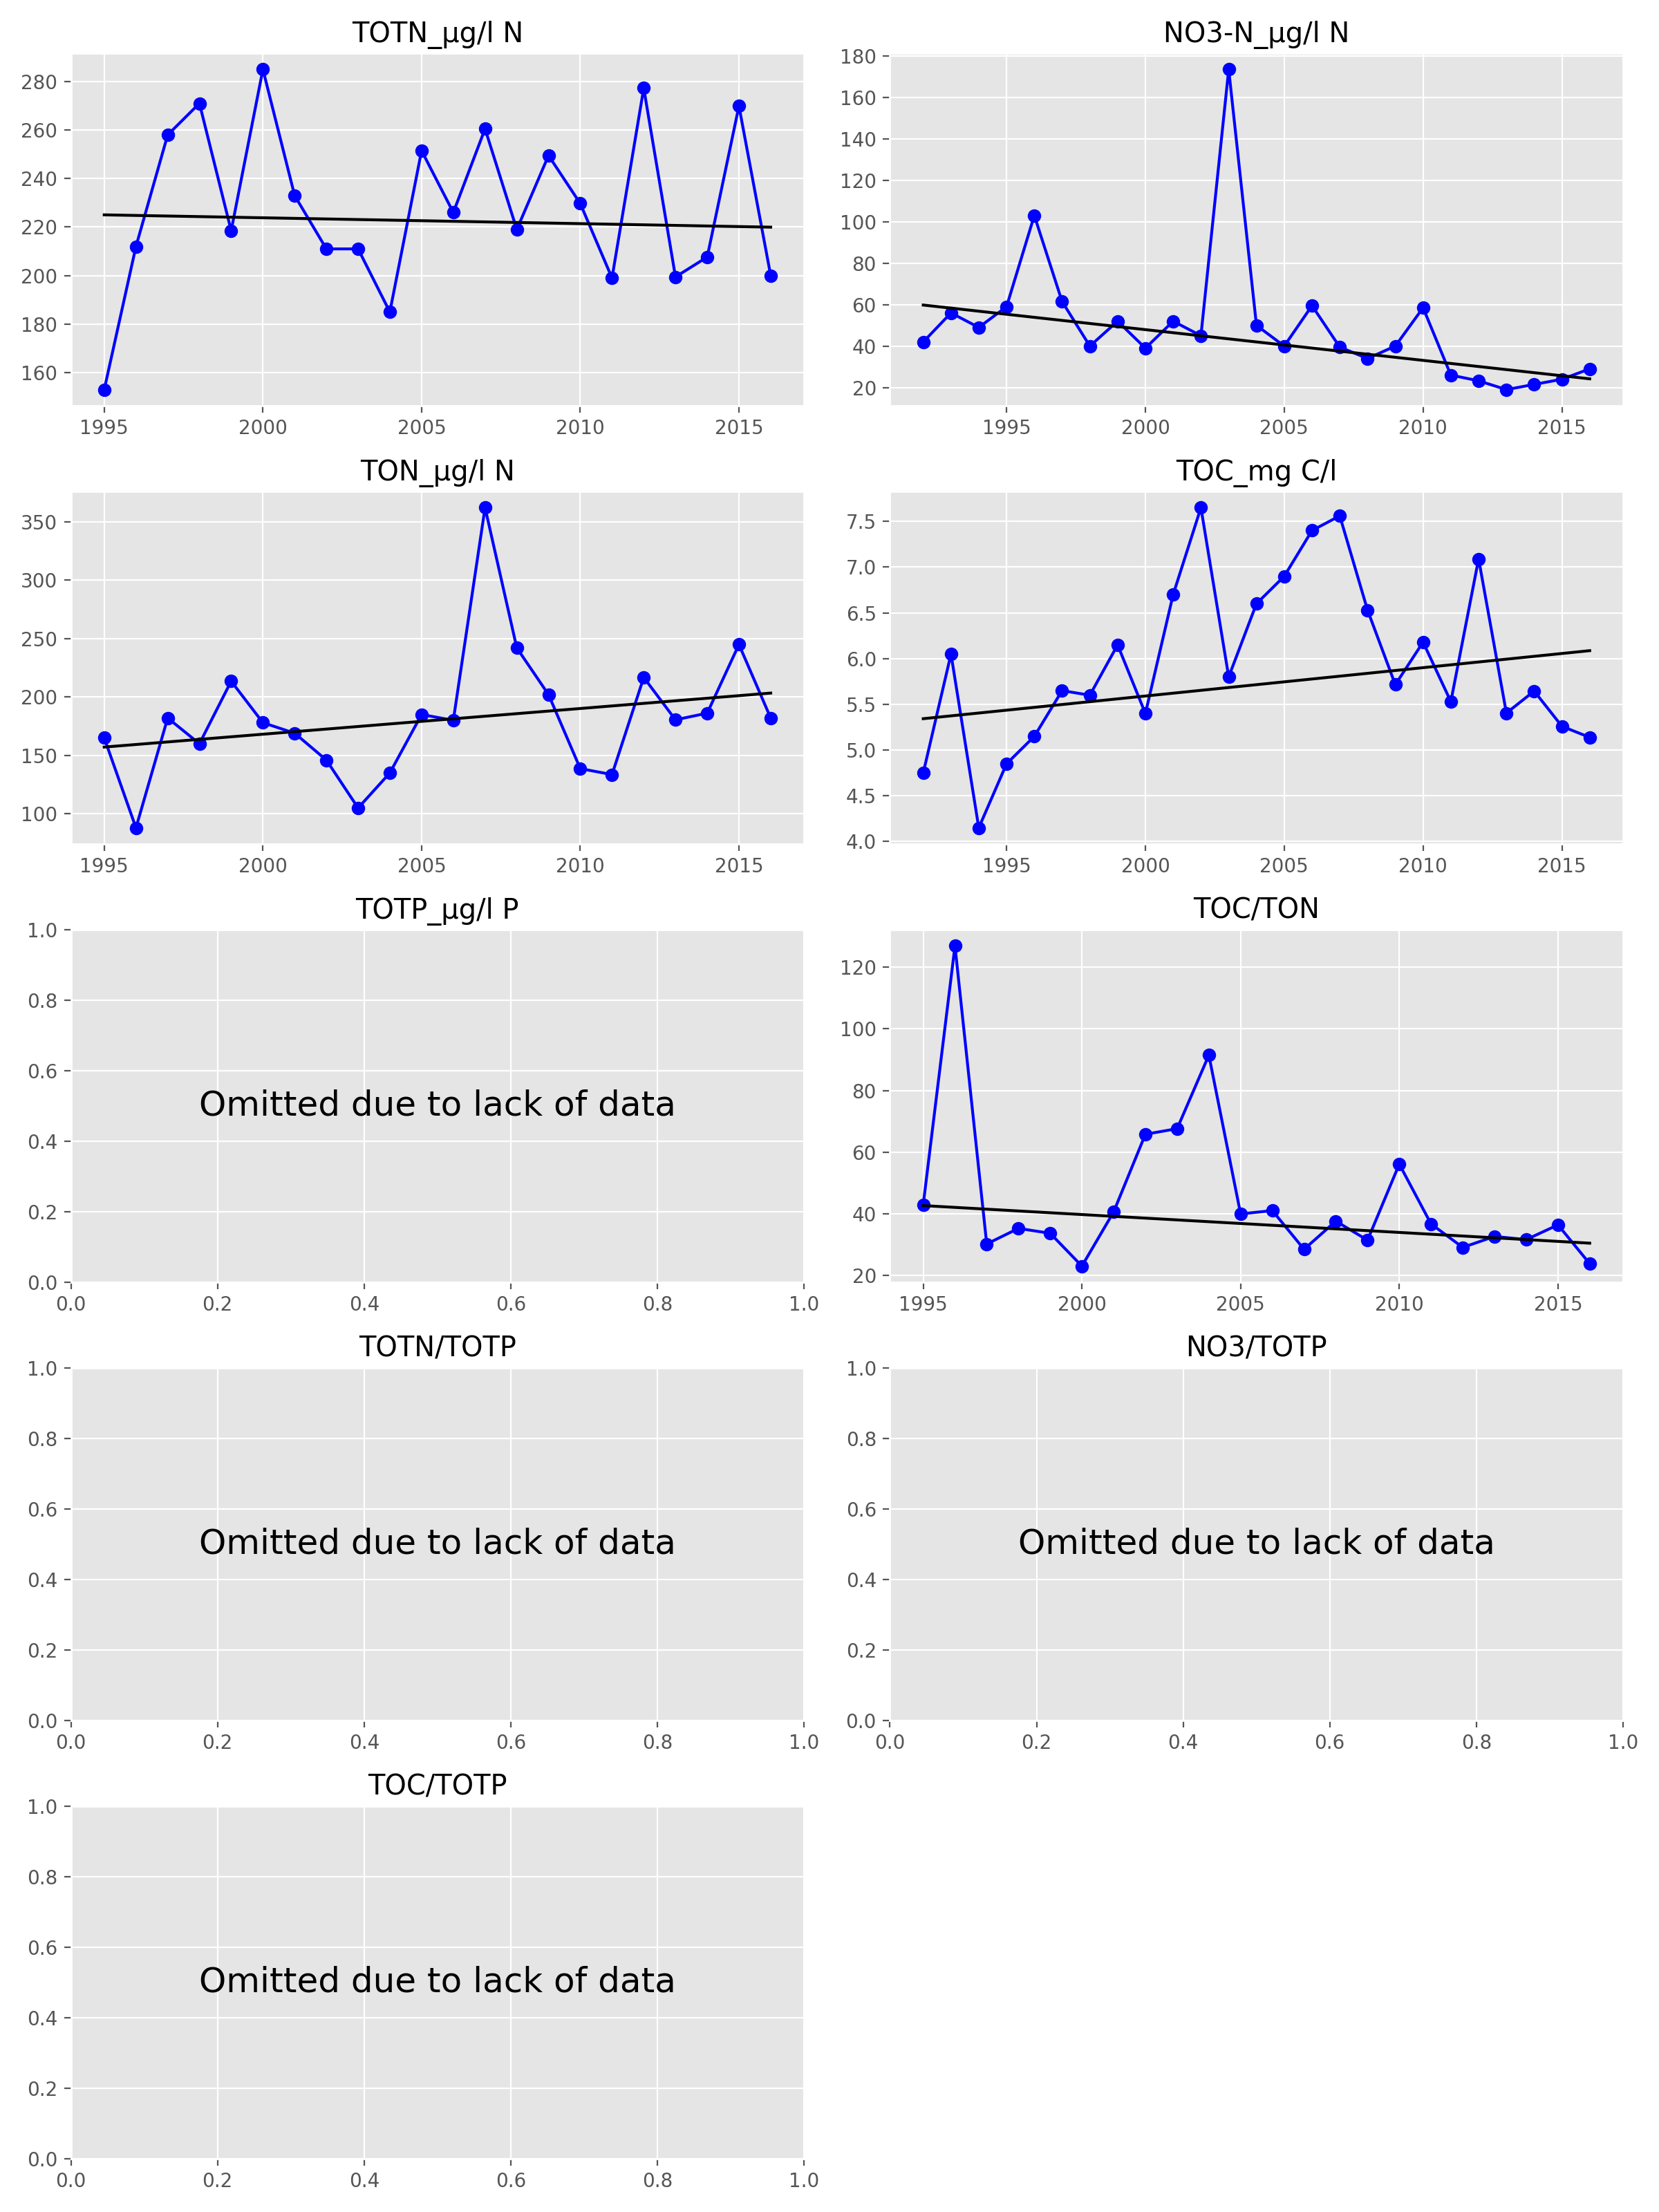 TOTN_µg/l N
280
260
240
220
200
180
160
1995 2000 2005 2010 2015
NO3-N_µg/l N
180
160
140
120
100
80
60
40
20
1995 2000 2005 2010 2015
TON_µg/l N
350
300
250
200
150
100
1995 2000 2005 2010 2015
TOC_mg C/l
7.5
7.0
6.5
6.0
5.5
5.0
4.5
4.0
1995 2000 2005 2010 2015
TOTP_µg/l P
1.0
0.8
0.6
Omitted due to lack of data
0.4
0.2
0.0
0.0 0.2 0.4 0.6 0.8 1.0
TOC/TON
120
100
80
60
40
20
1995 2000 2005 2010 2015
TOTN/TOTP
1.0
0.8
0.6
Omitted due to lack of data
0.4
0.2
0.0
0.0 0.2 0.4 0.6 0.8 1.0
NO3/TOTP
1.0
0.8
0.6
Omitted due to lack of data
0.4
0.2
0.0
0.0 0.2 0.4 0.6 0.8 1.0
TOC/TOTP
1.0
0.8
0.6
Omitted due to lack of data
0.4
0.2
0.0
0.0 0.2 0.4 0.6 0.8 1.0